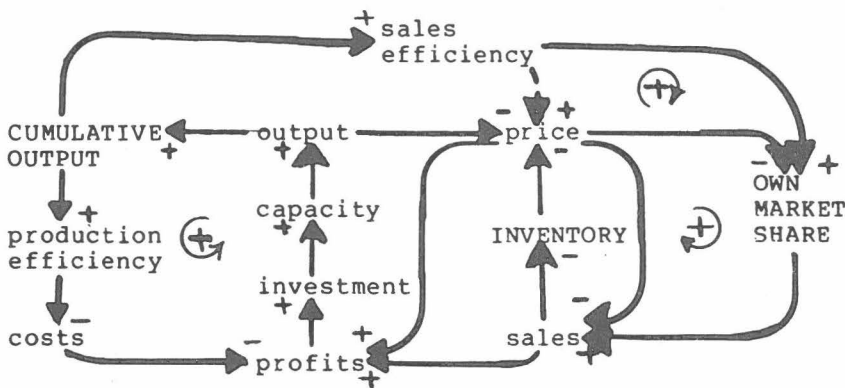 + sales
efficiency
+
- +
CUMULATIVE
OUTPUT
+
output
+
price
-
- +
OWN
MARKET
SHARE
+
production
efficiency
+
capacity
+
INVENTORY
-
+
investment
+
-
costs
-
profits
+
+
sales
-
+